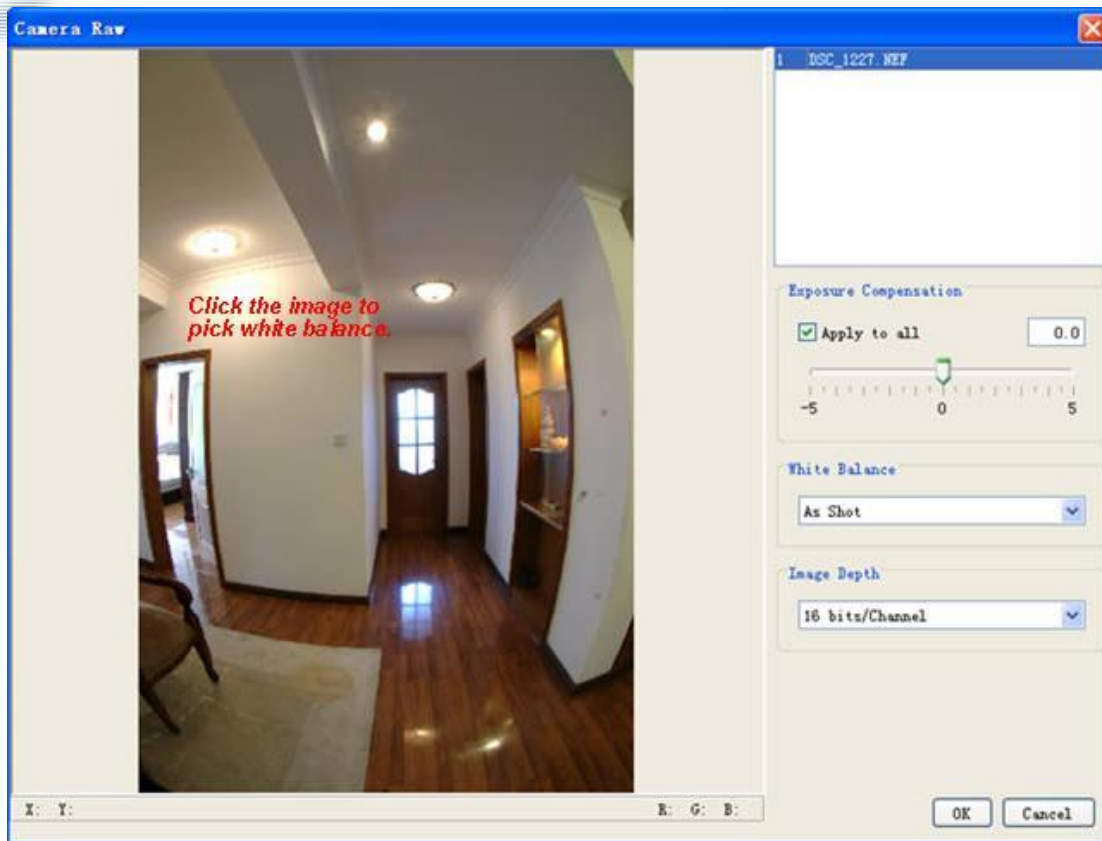 Camera Raw
1 DSC_1227.NEF
Click the image to
pick white balance.
Exposure Compensation
Apply to all 0.0
-5 0 5
White Balance
As Shot
Image Depth
16 bits/Channel
X: Y: R: G: B:
OK Cancel